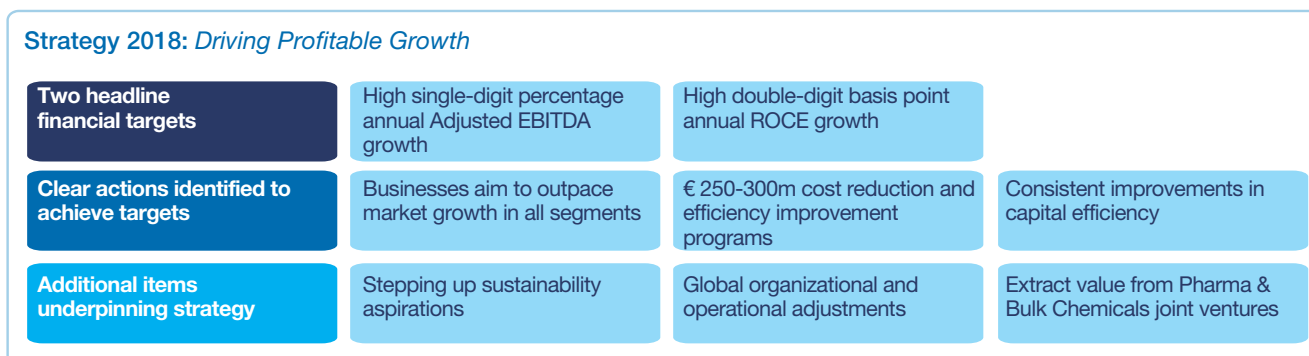 Strategy 2018: Driving Profitable Growth
Two headline
financial targets
High single-digit percentage
annual Adjusted EBITDA
growth
High double-digit basis point
annual ROCE growth
Clear actions identified to
achieve targets
Businesses aim to outpace
market growth in all segments
€ 250-300m cost reduction and
efficiency improvement
programs
Consistent improvements in
capital efficiency
Additional items
underpinning strategy
Stepping up sustainability
aspirations
Global organizational and
operational adjustments
Extract value from Pharma &
Bulk Chemicals joint ventures